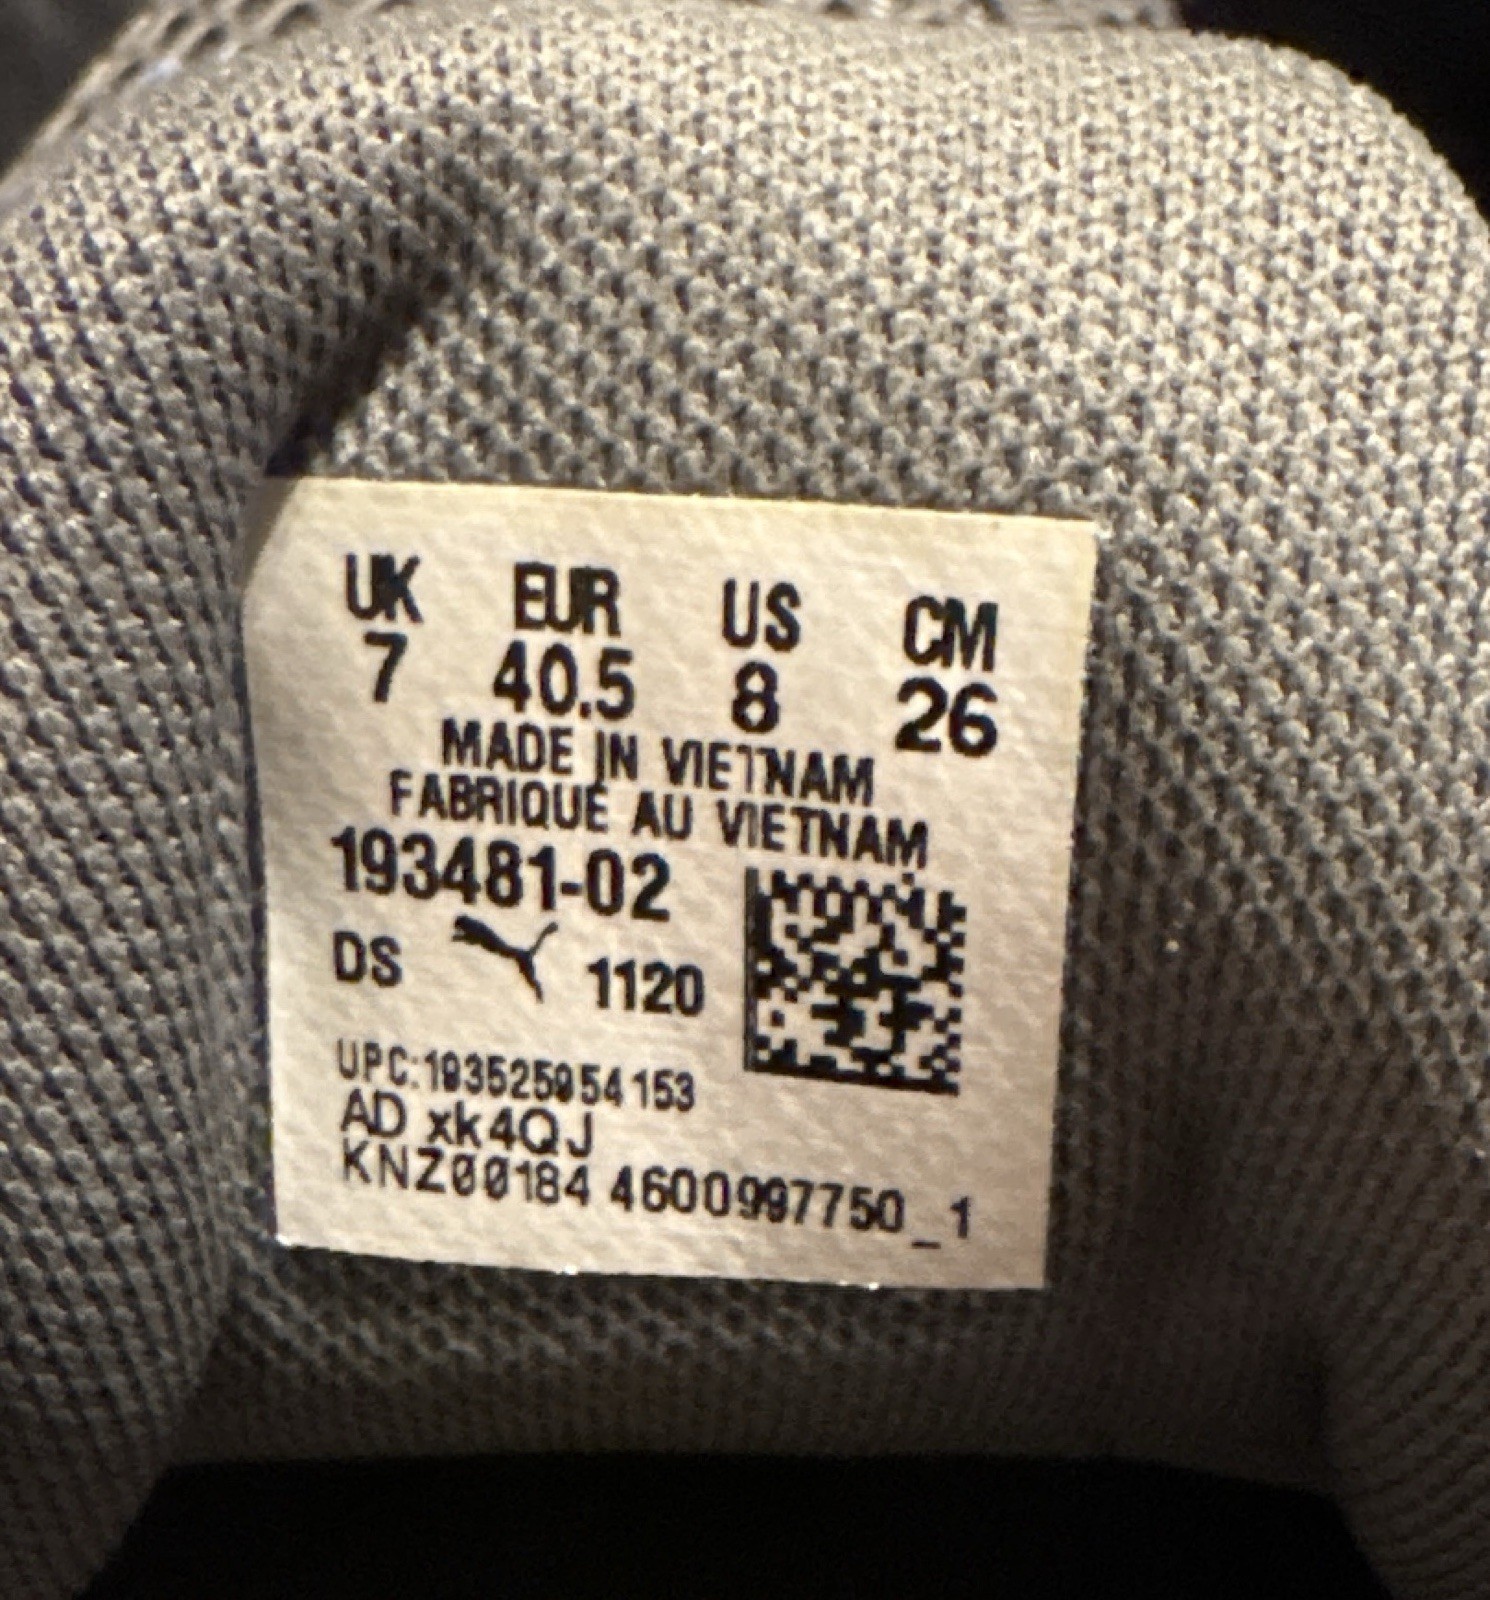 UK EUR US CM
7 40.5 8 26
MADE IN VIETNAM
FABRIQUE AU VIETNAM
193481-02
DS 1120
UPC:193525954153
AD xk4QJ
KNZ00184 4600997750_1